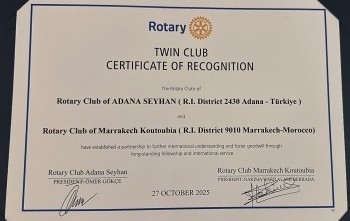 Rotary
TWIN CLUB
CERTIFICATE OF RECOGNITION
The Rotary Clubs of
Rotary Club of ADANA SEYHAN ( R.I. District 2430 Adana - Türkiye )
and
Rotary Club of Marrakech Koutoubia ( R.I. District 9010 Marrakech-Morocco)
have established a partnership to further international understanding and foster goodwill through
longstanding fellowship and international service
Rotary Club Adana Seyhan
PRESIDENT: ÖMER GÖKÇE
Rotary Club Marrakech Koutoubia
PRESIDENT: HAKIMA
27 OCTOBER 2025